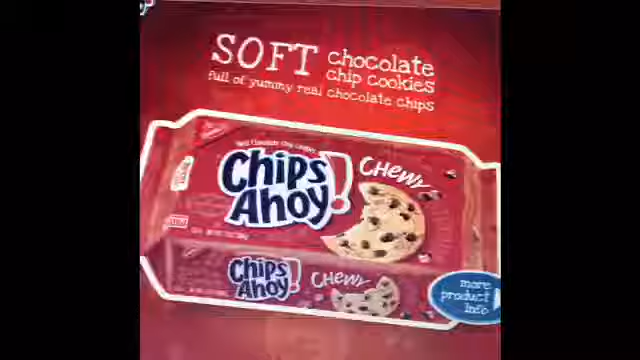 SOFT chocolate
chip cookies
full of yummy real chocolate chips
Chips
Ahoy!
CHEWY
Chips
Ahoy!
CHEWY
more
product
info